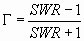 Γ = (SWR − 1) / (SWR + 1)